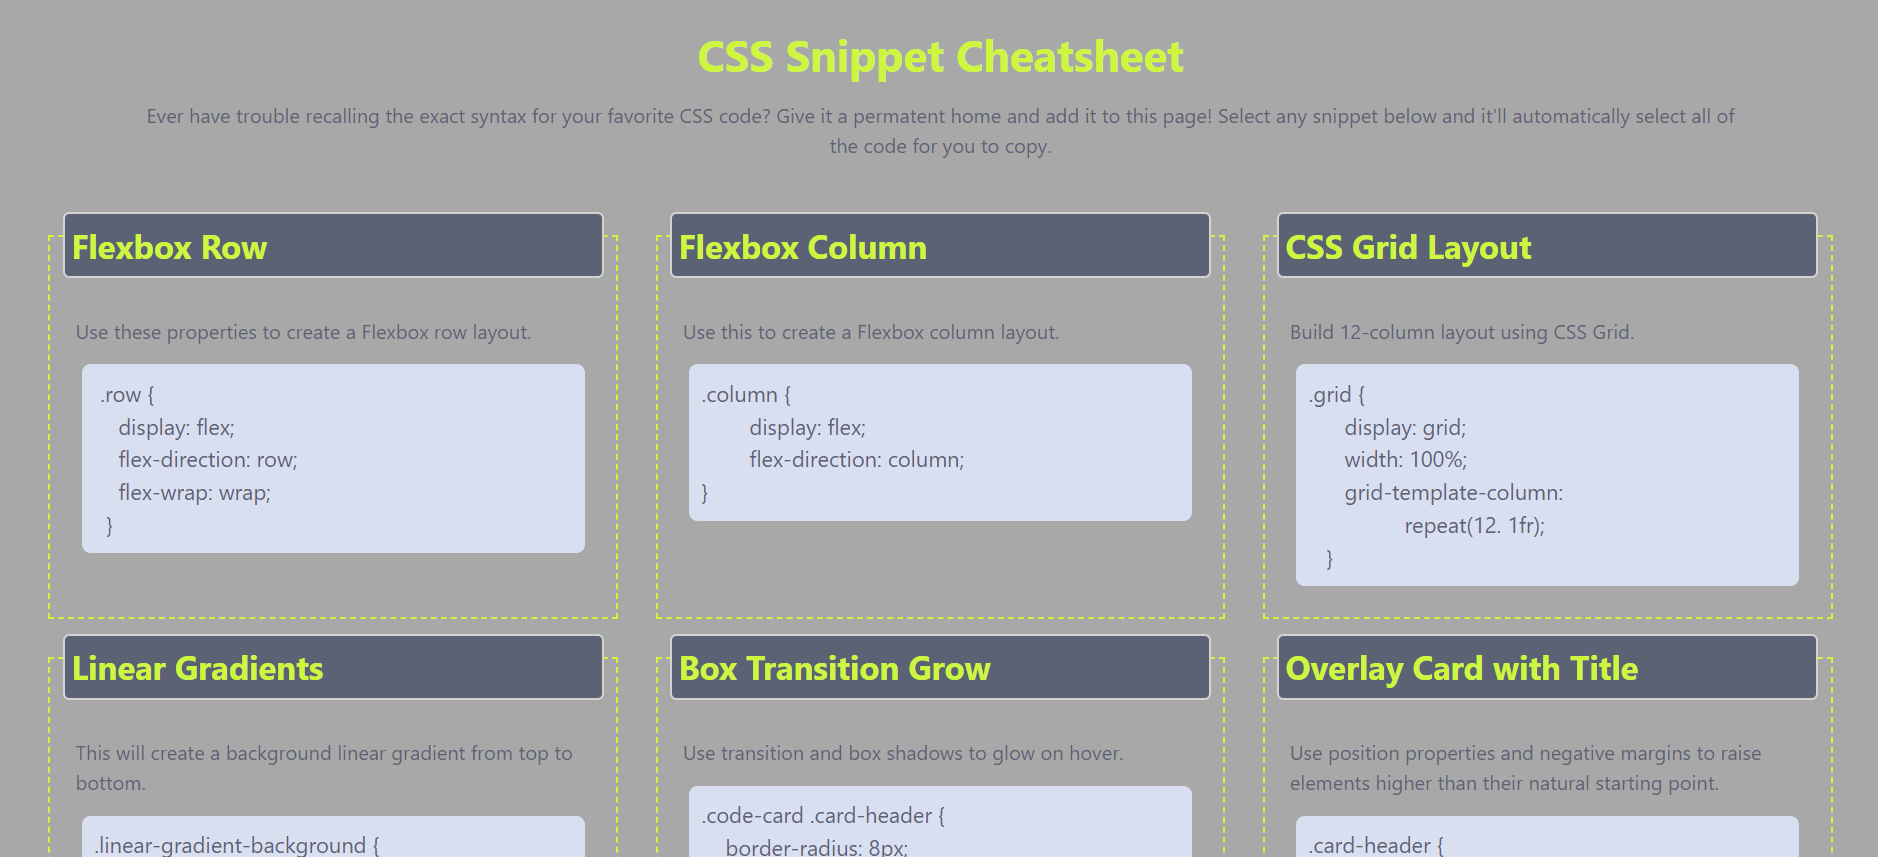 CSS Snippet Cheatsheet
Ever have trouble recalling the exact syntax for your favorite CSS code? Give it a permatent home and add it to this page! Select any snippet below and it'll automatically select all of
the code for you to copy.
Flexbox Row
Use these properties to create a Flexbox row layout.
.row {
display: flex;
flex-direction: row;
flex-wrap: wrap;
}
Flexbox Column
Use this to create a Flexbox column layout.
.column {
display: flex;
flex-direction: column;
}
CSS Grid Layout
Build 12-column layout using CSS Grid.
.grid {
display: grid;
width: 100%;
grid-template-column:
repeat(12. 1fr);
}
Linear Gradients
This will create a background linear gradient from top to
bottom.
.linear-gradient-background {
Box Transition Grow
Use transition and box shadows to glow on hover.
.code-card .card-header {
border-radius: 8px;
Overlay Card with Title
Use position properties and negative margins to raise
elements higher than their natural starting point.
.card-header {